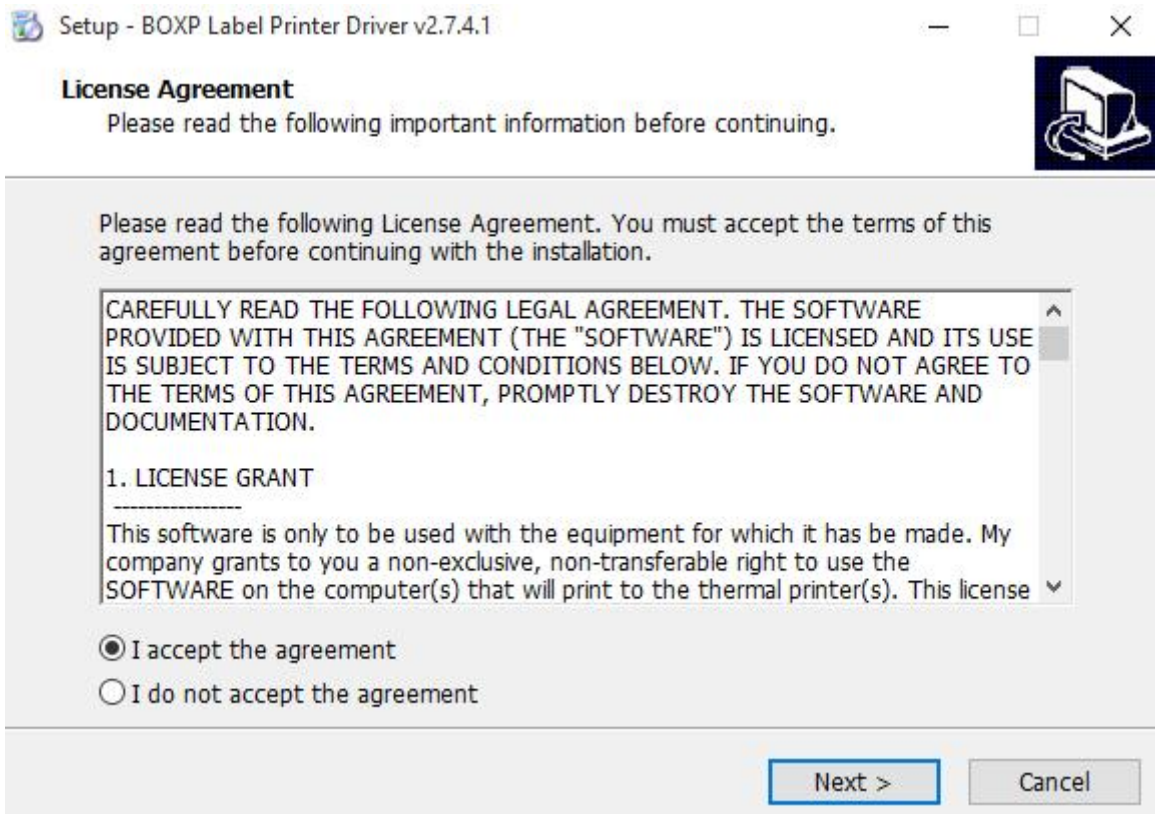 Setup - BOXP Label Printer Driver v2.7.4.1
License Agreement
Please read the following important information before continuing.
Please read the following License Agreement. You must accept the terms of this
agreement before continuing with the installation.
CAREFULLY READ THE FOLLOWING LEGAL AGREEMENT. THE SOFTWARE
PROVIDED WITH THIS AGREEMENT (THE "SOFTWARE") IS LICENSED AND ITS USE
IS SUBJECT TO THE TERMS AND CONDITIONS BELOW. IF YOU DO NOT AGREE TO
THE TERMS OF THIS AGREEMENT, PROMPTLY DESTROY THE SOFTWARE AND
DOCUMENTATION.
1. LICENSE GRANT
----------------
This software is only to be used with the equipment for which it has be made. My
company grants to you a non-exclusive, non-transferable right to use the
SOFTWARE on the computer(s) that will print to the thermal printer(s). This license
I accept the agreement
I do not accept the agreement
Next >
Cancel